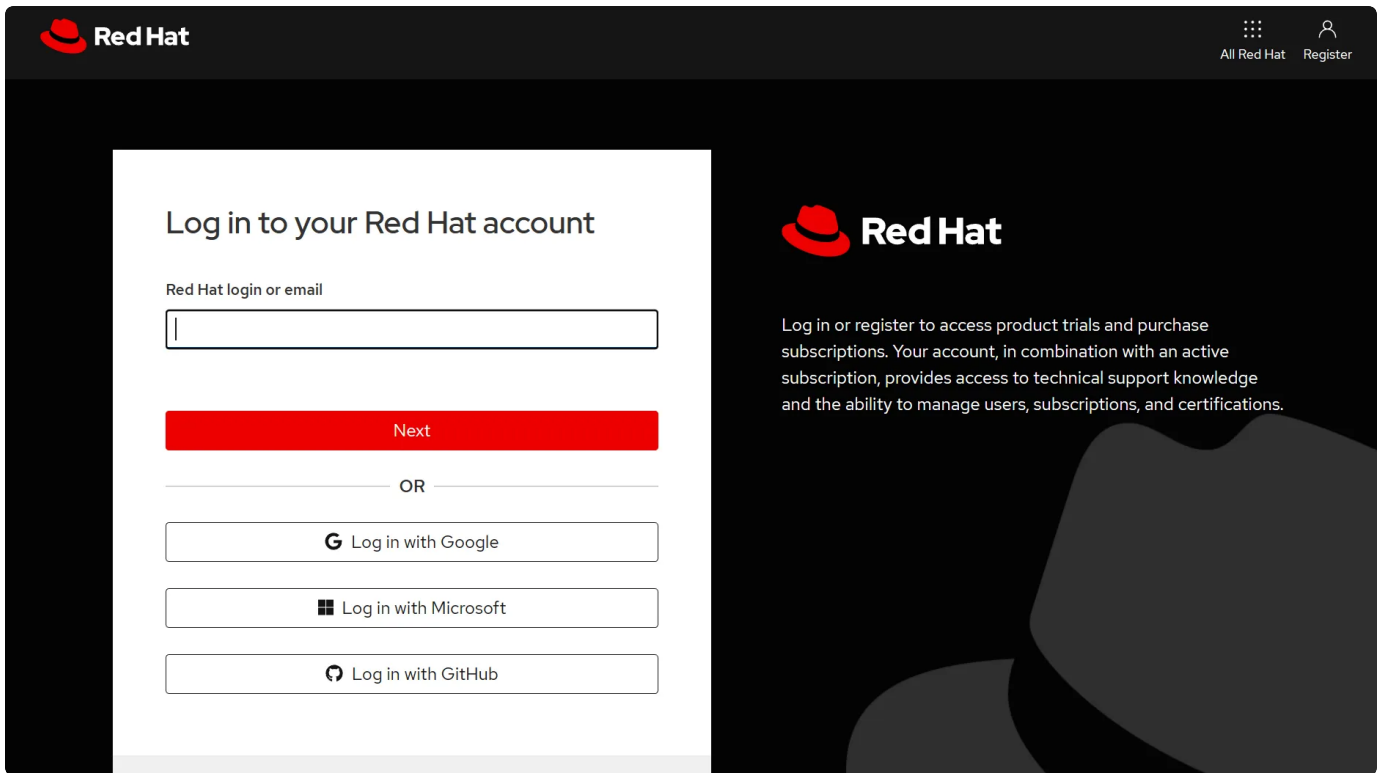 Red Hat
All Red Hat
Register
Log in to your Red Hat account
Red Hat login or email
Next
OR
Log in with Google
Log in with Microsoft
Log in with GitHub
Red Hat
Log in or register to access product trials and purchase
subscriptions. Your account, in combination with an active
subscription, provides access to technical support knowledge
and the ability to manage users, subscriptions, and certifications.